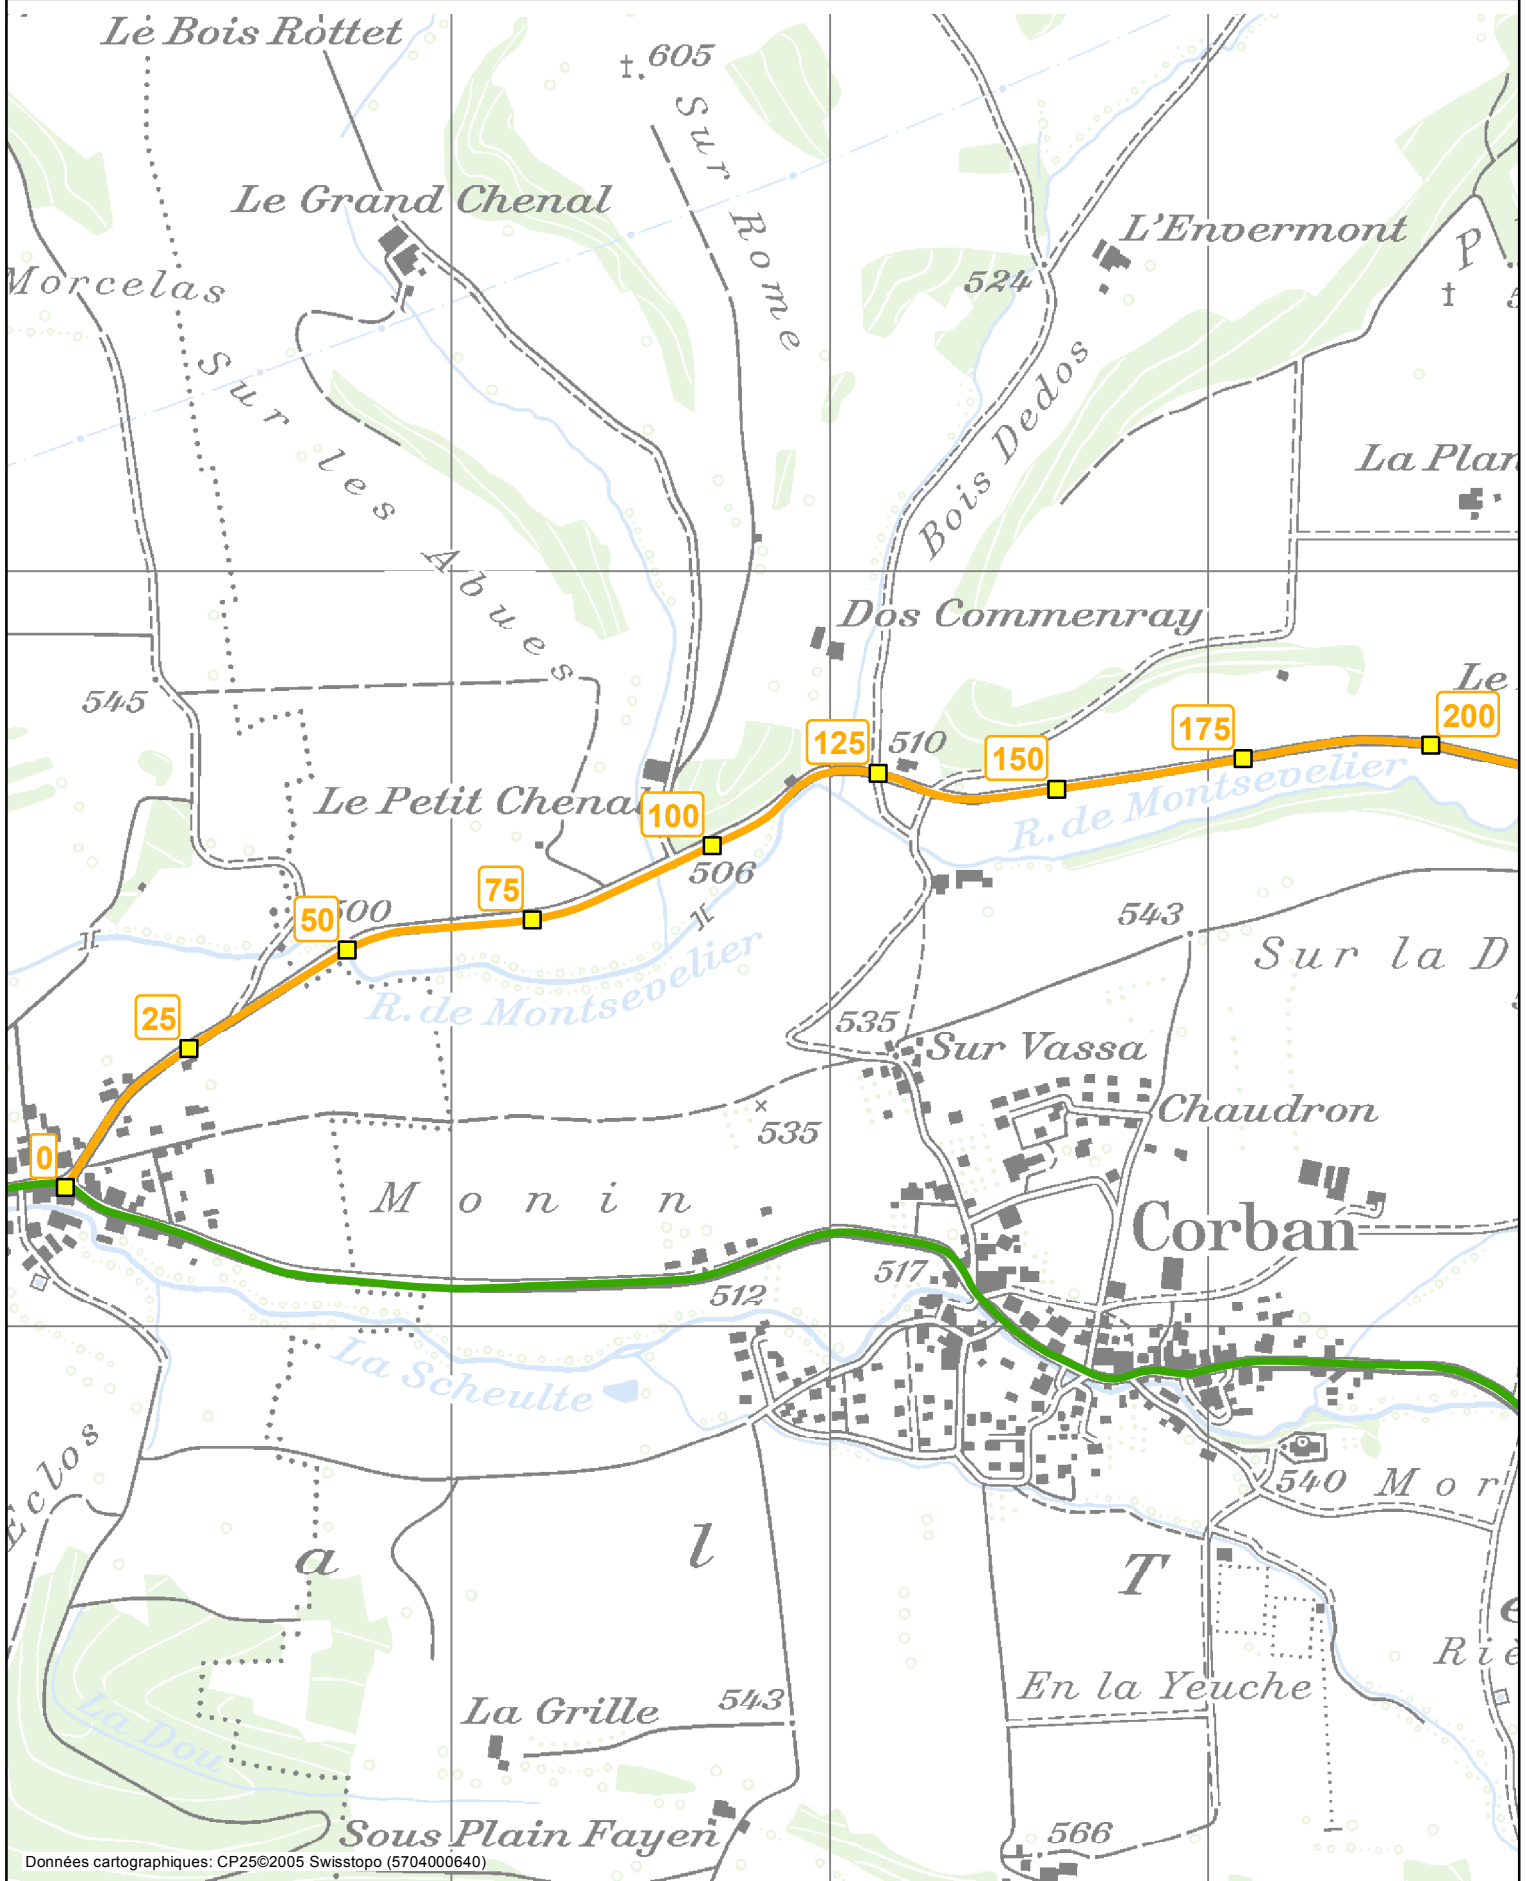 Le Bois Rottet
605
Sur Rome
Le Grand Chenal
L'Envermont
P
524
Morcelas
Sur les Abues
Bois Dedos
La Plan
Dos Commenray
545
Le
200
175
125
510
150
Le Petit Chenal
100
R. de Montsevelier
506
75
50
500
543
Sur la D
R. de Montsevelier
25
535
Sur Vassa
Chaudron
535
0
Monin
Corban
517
512
La Scheulte
Eclos
540
Mor
a
l
T
e
Riè
En la Yeuche
La Grille
543
La Dou
Sous Plain Fayen
566
Données cartographiques: CP25©2005 Swisstopo (5704000640)